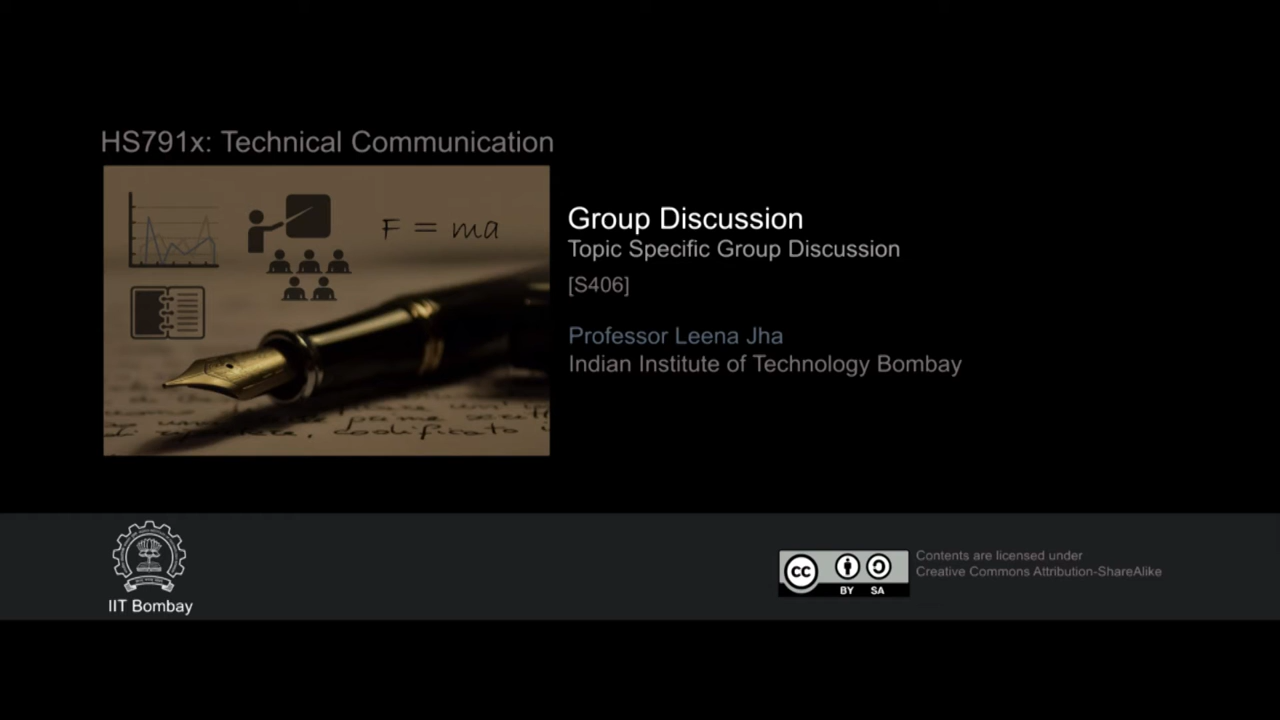 HS791x: Technical Communication
F = ma
Group Discussion
Topic Specific Group Discussion
[S406]
Professor Leena Jha
Indian Institute of Technology Bombay
IIT Bombay
cc
BY SA
Contents are licensed under
Creative Commons Attribution-ShareAlike